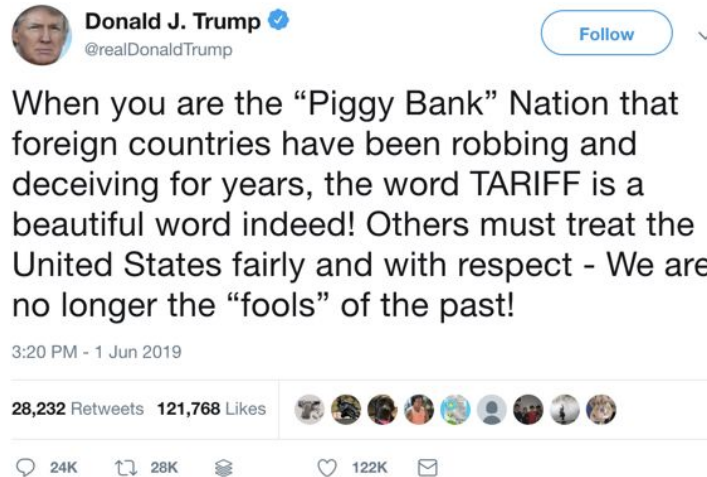 Donald J. Trump
@realDonaldTrump
Follow
When you are the “Piggy Bank” Nation that
foreign countries have been robbing and
deceiving for years, the word TARIFF is a
beautiful word indeed! Others must treat the
United States fairly and with respect - We are
no longer the “fools” of the past!
3:20 PM - 1 Jun 2019
28,232 Retweets 121,768 Likes
24K 28K 122K